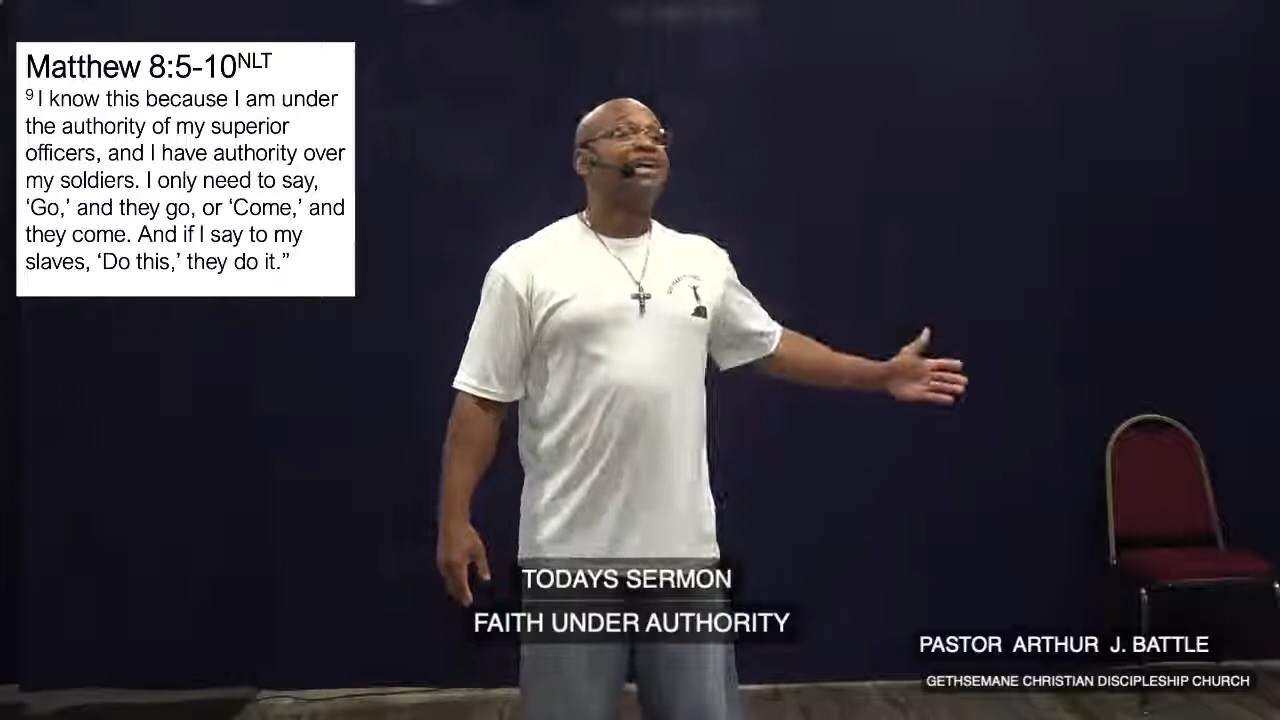 Matthew 8:5-10NLT
9 I know this because I am under
the authority of my superior
officers, and I have authority over
my soldiers. I only need to say,
‘Go,’ and they go, or ‘Come,’ and
they come. And if I say to my
slaves, ‘Do this,’ they do it.”
TODAYS SERMON
FAITH UNDER AUTHORITY
PASTOR ARTHUR J. BATTLE
GETHSEMANE CHRISTIAN DISCIPLESHIP CHURCH